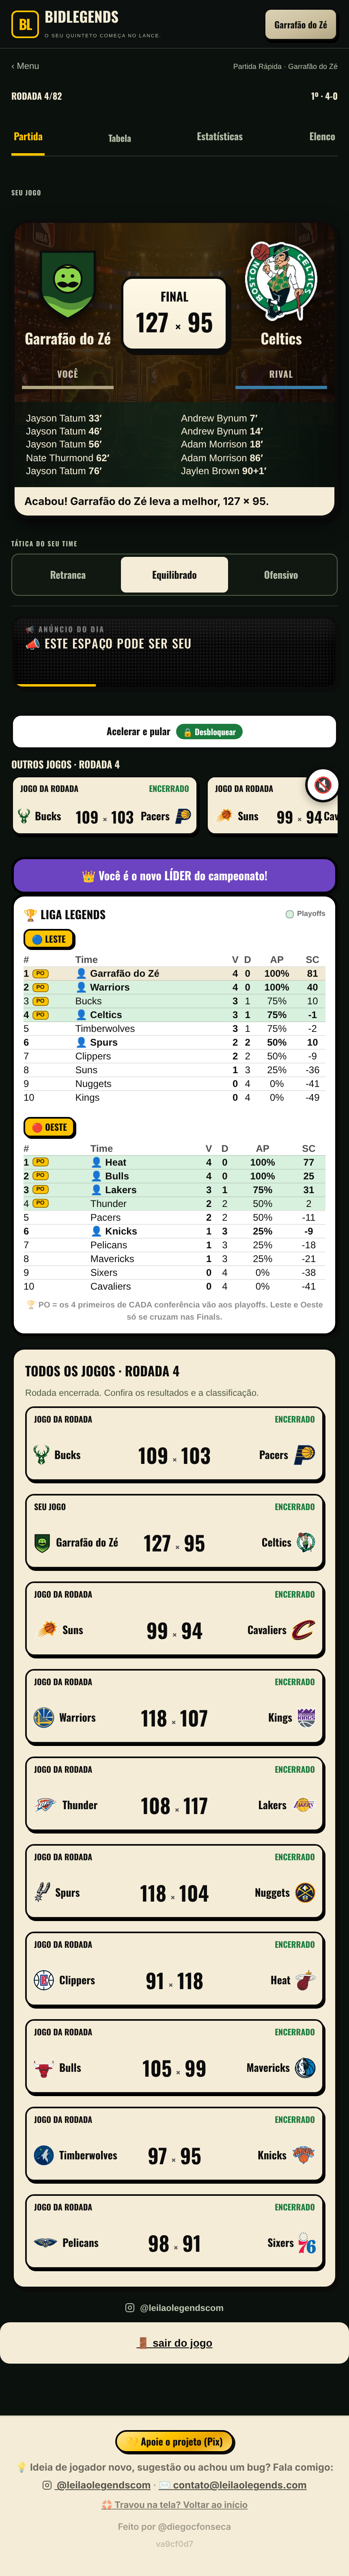 BL BIDLEGENDS
O SEU QUINTETO COMEÇA NO LANCE.
Garrafão do Zé
‹ Menu
Partida Rápida · Garrafão do Zé
RODADA 4/82
1º · 4-0
Partida Tabela Estatísticas Elenco
SEU JOGO
FINAL
127 × 95
Garrafão do Zé
BOSTON CELTICS
Celtics
VOCÊ
RIVAL
Jayson Tatum 33′
Jayson Tatum 46′
Jayson Tatum 56′
Nate Thurmond 62′
Jayson Tatum 76′
Andrew Bynum 7′
Andrew Bynum 14′
Adam Morrison 18′
Adam Morrison 86′
Jaylen Brown 90+1′
Acabou! Garrafão do Zé leva a melhor, 127 × 95.
TÁTICA DO SEU TIME
Retranca Equilibrado Ofensivo
📢 ANÚNCIO DO DIA
📣 ESTE ESPAÇO PODE SER SEU
Acelerar e pular 🔒 Desbloquear
OUTROS JOGOS · RODADA 4
JOGO DA RODADA ENCERRADO
Bucks 109 × 103 Pacers
JOGO DA RODADA
Suns 99 × 94 Cav
👑 Você é o novo LÍDER do campeonato!
🏆 LIGA LEGENDS
Playoffs
🔵 LESTE
# Time V D AP SC
1 PO 👤 Garrafão do Zé 4 0 100% 81
2 PO 👤 Warriors 4 0 100% 40
3 PO Bucks 3 1 75% 10
4 PO 👤 Celtics 3 1 75% -1
5 Timberwolves 3 1 75% -2
6 👤 Spurs 2 2 50% 10
7 Clippers 2 2 50% -9
8 Suns 1 3 25% -36
9 Nuggets 0 4 0% -41
10 Kings 0 4 0% -49
🔴 OESTE
# Time V D AP SC
1 PO 👤 Heat 4 0 100% 77
2 PO 👤 Bulls 4 0 100% 25
3 PO 👤 Lakers 3 1 75% 31
4 PO Thunder 2 2 50% 2
5 Pacers 2 2 50% -11
6 👤 Knicks 1 3 25% -9
7 Pelicans 1 3 25% -18
8 Mavericks 1 3 25% -21
9 Sixers 0 4 0% -38
10 Cavaliers 0 4 0% -41
🏆 PO = os 4 primeiros de CADA conferência vão aos playoffs. Leste e Oeste
só se cruzam nas Finals.
TODOS OS JOGOS · RODADA 4
Rodada encerrada. Confira os resultados e a classificação.
JOGO DA RODADA ENCERRADO
Bucks 109 × 103 Pacers
SEU JOGO ENCERRADO
Garrafão do Zé 127 × 95 Celtics
JOGO DA RODADA ENCERRADO
Suns 99 × 94 Cavaliers
JOGO DA RODADA ENCERRADO
Warriors 118 × 107 Kings
JOGO DA RODADA ENCERRADO
Thunder 108 × 117 Lakers
JOGO DA RODADA ENCERRADO
Spurs 118 × 104 Nuggets
JOGO DA RODADA ENCERRADO
Clippers 91 × 118 Heat
JOGO DA RODADA ENCERRADO
Bulls 105 × 99 Mavericks
JOGO DA RODADA ENCERRADO
Timberwolves 97 × 95 Knicks
JOGO DA RODADA ENCERRADO
Pelicans 98 × 91 Sixers
@leilaolegendscom
🚪 sair do jogo
💛 Apoie o projeto (Pix)
💡 Ideia de jogador novo, sugestão ou achou um bug? Fala comigo:
@leilaolegendscom · ✉️ contato@leilaolegends.com
🛟 Travou na tela? Voltar ao início
Feito por @diegocfonseca
va9cf0d7